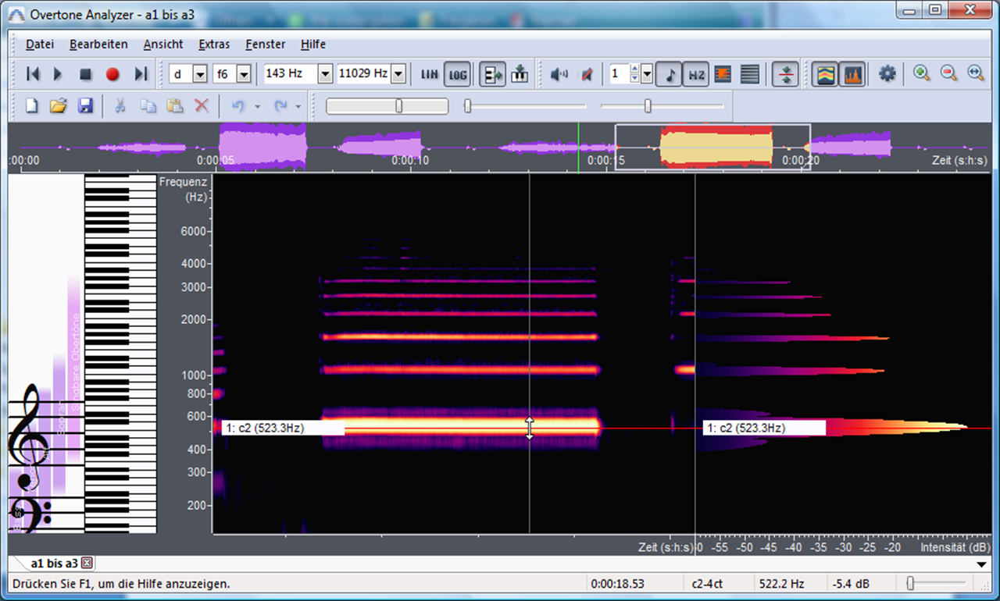 Overtone Analyzer - a1 bis a3
Datei Bearbeiten Ansicht Extras Fenster Hilfe
d f6 143 Hz 11029 Hz LIN LOG 1 HZ
:00:00 0:00:05 0:00:10 0:00:15 0:00:20 Zeit (s:h:s)
Frequenz
(Hz)
6000
4000
3000
2000
1000
800
600
400
300
200
Singbare Obertöne
Sopran
Bass
1: c2 (523.3Hz) 1: c2 (523.3Hz)
Zeit (s:h:s) 0 -55 -50 -45 -40 -35 -30 -25 -20 Intensität (dB)
a1 bis a3
Drücken Sie F1, um die Hilfe anzuzeigen. 0:00:18.53 c2-4ct 522.2 Hz -5.4 dB